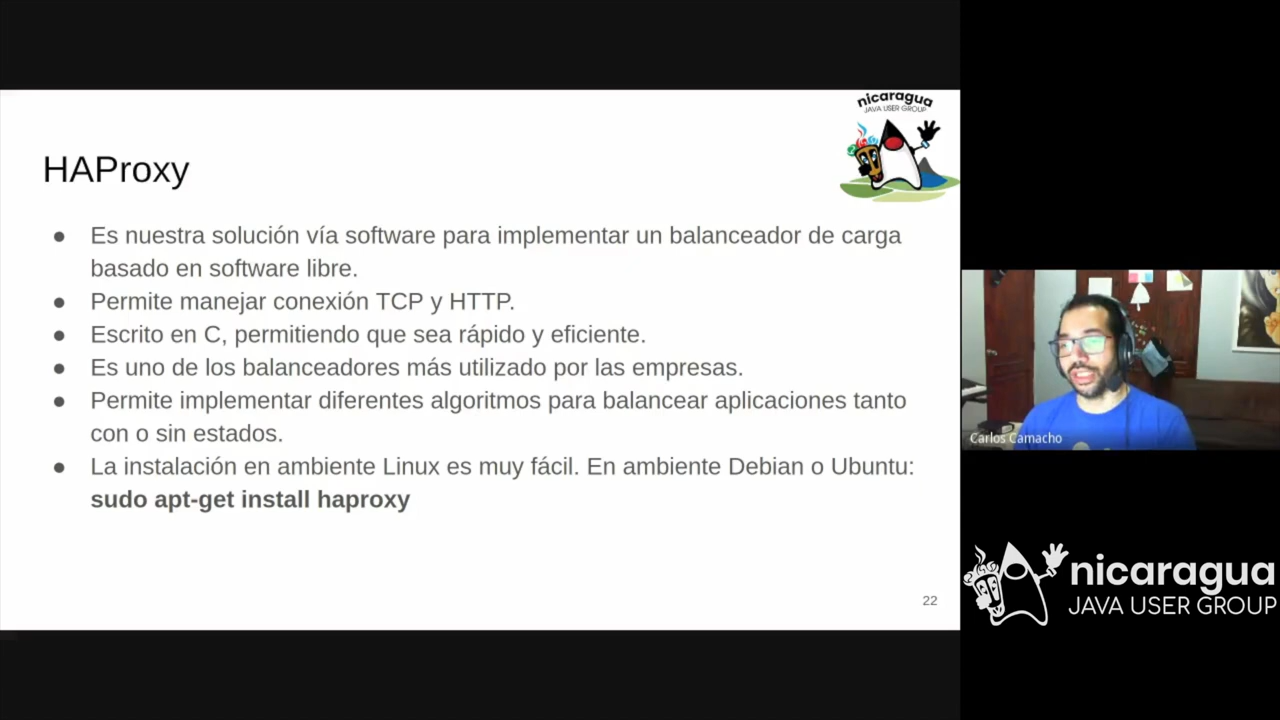 nicaragua
JAVA USER GROUP
HAProxy
● Es nuestra solución vía software para implementar un balanceador de carga
basado en software libre.
● Permite manejar conexión TCP y HTTP.
● Escrito en C, permitiendo que sea rápido y eficiente.
● Es uno de los balanceadores más utilizado por las empresas.
● Permite implementar diferentes algoritmos para balancear aplicaciones tanto
con o sin estados.
● La instalación en ambiente Linux es muy fácil. En ambiente Debian o Ubuntu:
sudo apt-get install haproxy
22
Carlos Camacho
nicaragua
JAVA USER GROUP